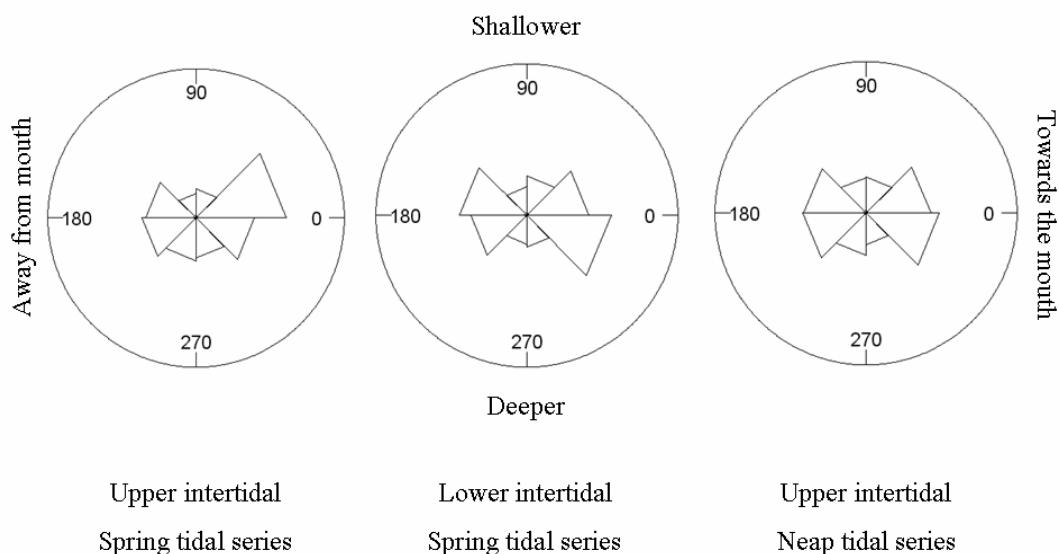 Shallower
90
180
0
270
90
180
0
270
90
180
0
270
Away from mouth
Towards the mouth
Deeper
Upper intertidal
Spring tidal series
Lower intertidal
Spring tidal series
Upper intertidal
Neap tidal series